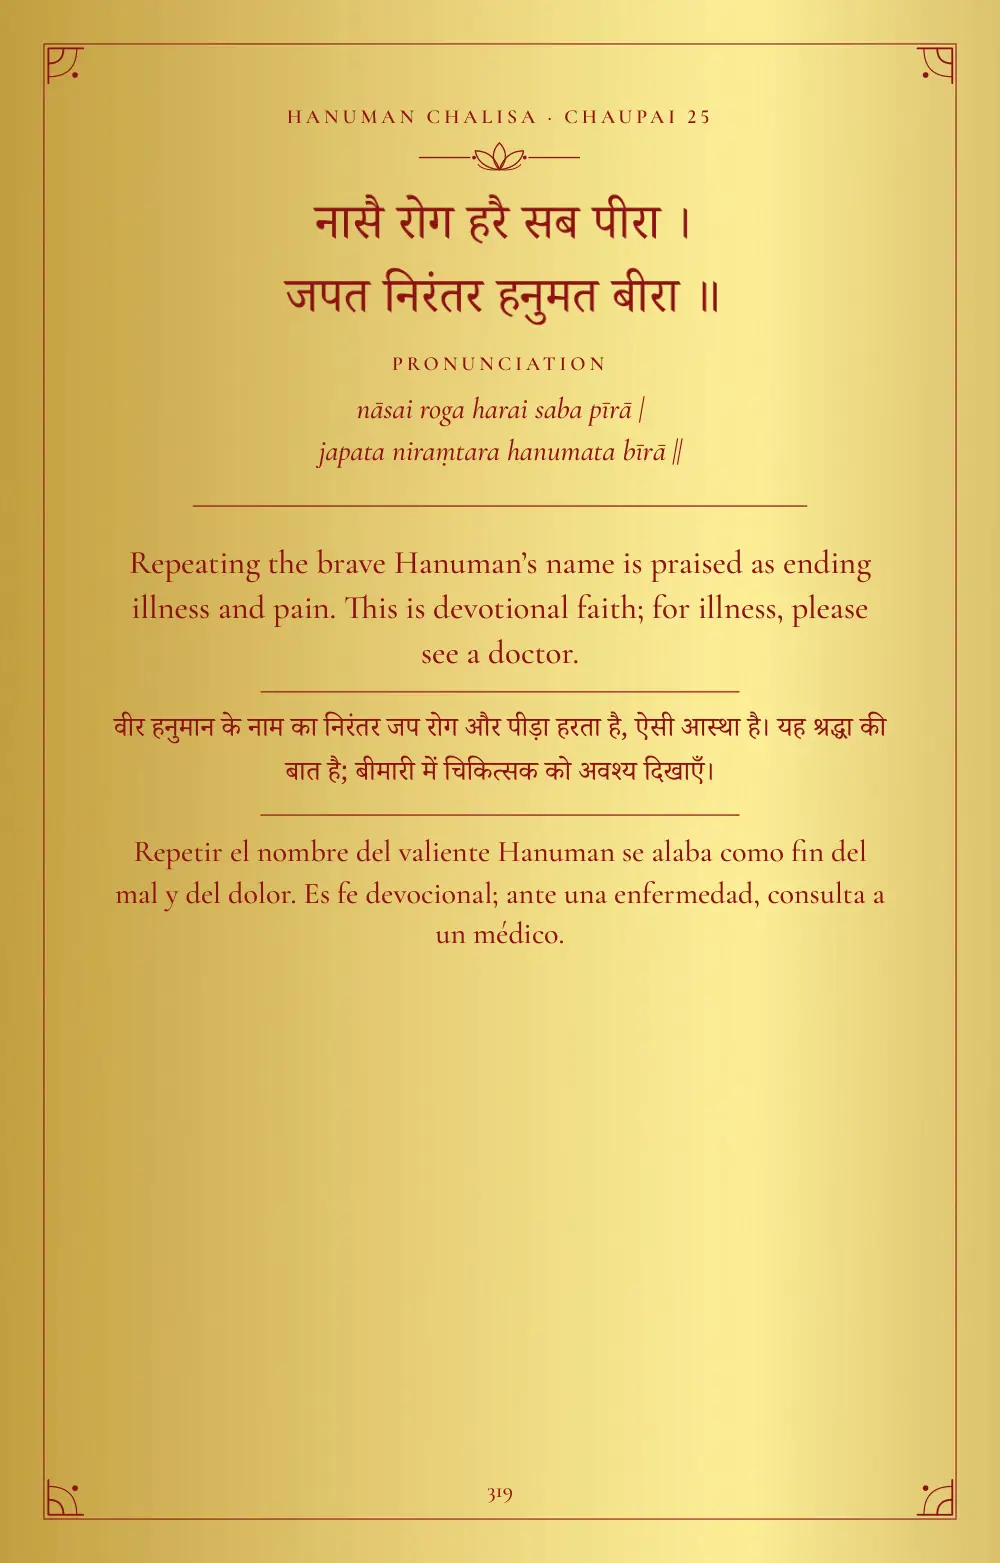 HANUMAN CHALISA · CHAUPAI 25
नासै रोग हरै सब पीरा ।
जपत निरंतर हनुमत बीरा ॥
PRONUNCIATION
nāsai roga harai saba pīrā |
japata niraṃtara hanumata bīrā ||
Repeating the brave Hanuman’s name is praised as ending
illness and pain. This is devotional faith; for illness, please
see a doctor.
वीर हनुमान के नाम का निरंतर जप रोग और पीड़ा हरता है, ऐसी आस्था है। यह श्रद्धा की
बात है; बीमारी में चिकित्सक को अवश्य दिखाएँ।
Repetir el nombre del valiente Hanuman se alaba como fin del
mal y del dolor. Es fe devocional; ante una enfermedad, consulta a
un médico.
319